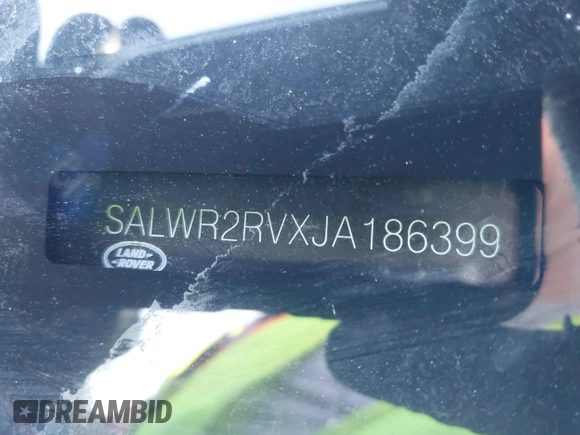 SALWR2RVXJA186399
LAND
ROVER
DREAMBID